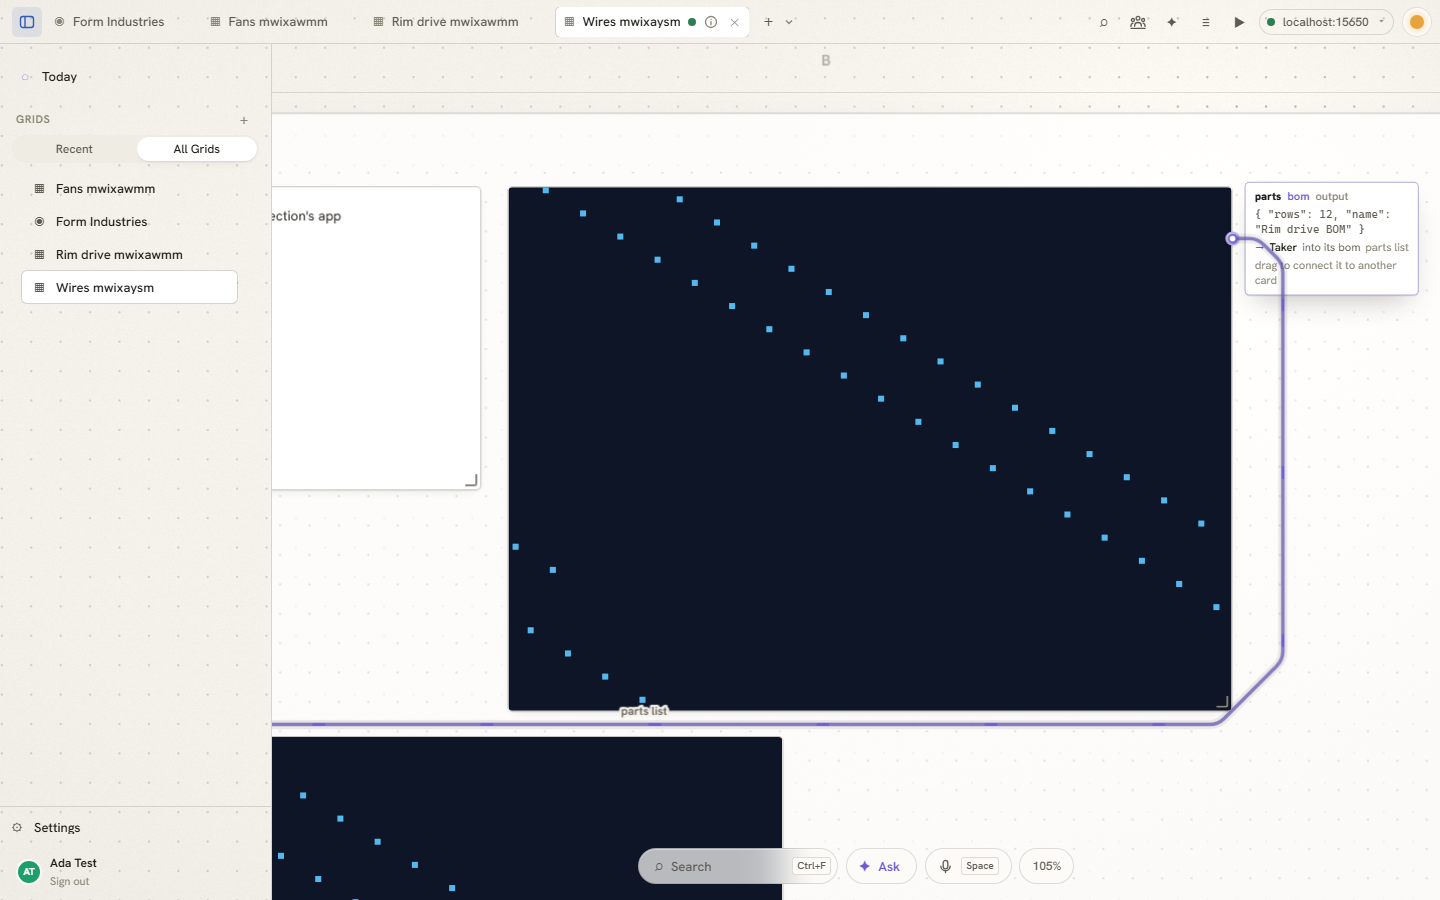 Form Industries
Fans mwixawmm
Rim drive mwixawmm
Wires mwixaysm
localhost:15650
Today
GRIDS
Recent
All Grids
Fans mwixawmm
Form Industries
Rim drive mwixawmm
Wires mwixaysm
Settings
AT
Ada Test
Sign out
B
ection's app
parts bom output
{ "rows": 12, "name":
"Rim drive BOM" }
→ Taker into its bom parts list
drag to connect it to another
card
parts list
Search
Ctrl+F
Ask
Space
105%